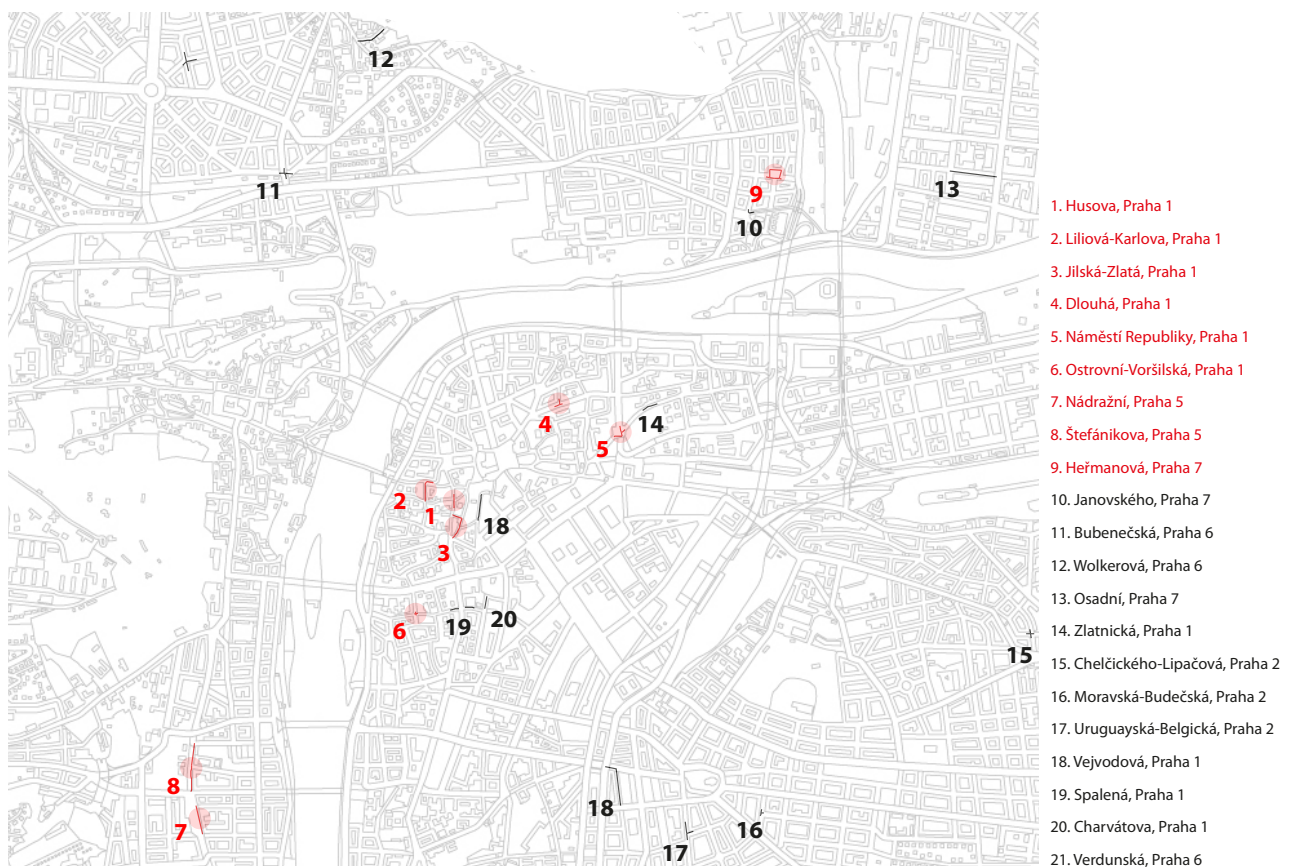 12
11
9
10
13
4
14
5
2
1
18
3
6
19
20
15
8
7
18
17
16
1. Husova, Praha 1
2. Liliová-Karlova, Praha 1
3. Jilská-Zlatá, Praha 1
4. Dlouhá, Praha 1
5. Náměstí Republiky, Praha 1
6. Ostrovní-Voršilská, Praha 1
7. Nádražní, Praha 5
8. Štefánikova, Praha 5
9. Heřmanová, Praha 7
10. Janovského, Praha 7
11. Bubenečská, Praha 6
12. Wolkerová, Praha 6
13. Osadní, Praha 7
14. Zlatnická, Praha 1
15. Chelčického-Lipačová, Praha 2
16. Moravská-Budečská, Praha 2
17. Uruguayská-Belgická, Praha 2
18. Vejvodová, Praha 1
19. Spalená, Praha 1
20. Charvátova, Praha 1
21. Verdunská, Praha 6